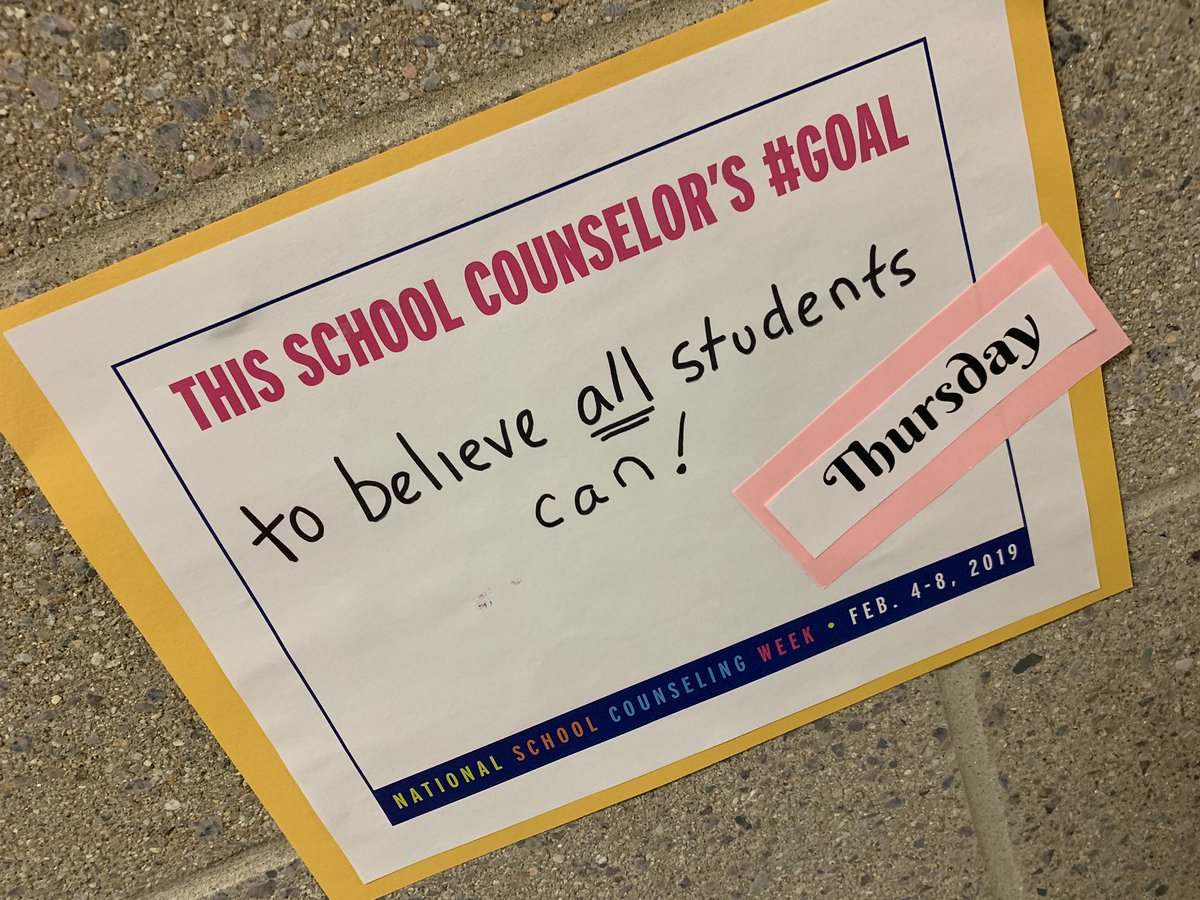 THIS SCHOOL COUNSELOR'S #GOAL
to believe all students
can!
Thursday
NATIONAL SCHOOL COUNSELING WEEK • FEB. 4-8, 2019